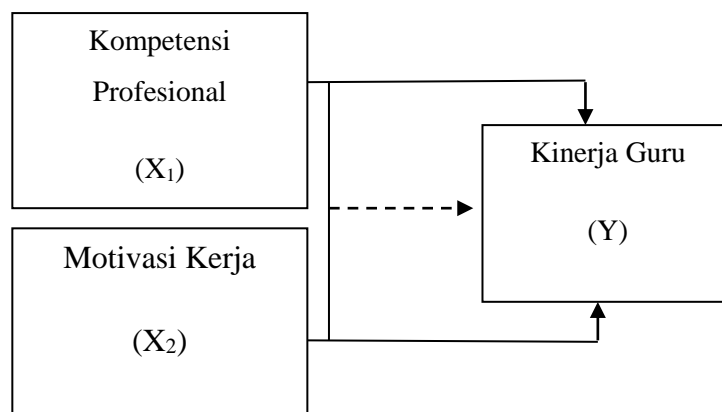 Kompetensi
Profesional
(X₁)
Kinerja Guru
(Y)
Motivasi Kerja
(X₂)